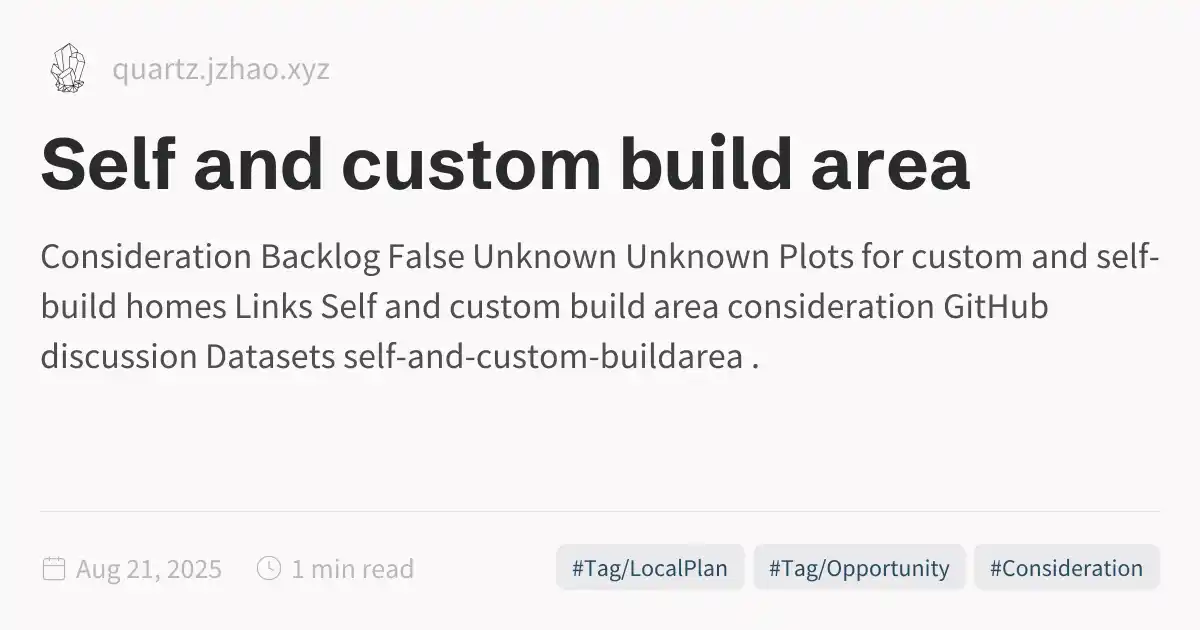 quartz.jzhao.xyz
Self and custom build area
Consideration Backlog False Unknown Unknown Plots for custom and self-
build homes Links Self and custom build area consideration GitHub
discussion Datasets self-and-custom-buildarea .
Aug 21, 2025
1 min read
#Tag/LocalPlan
#Tag/Opportunity
#Consideration